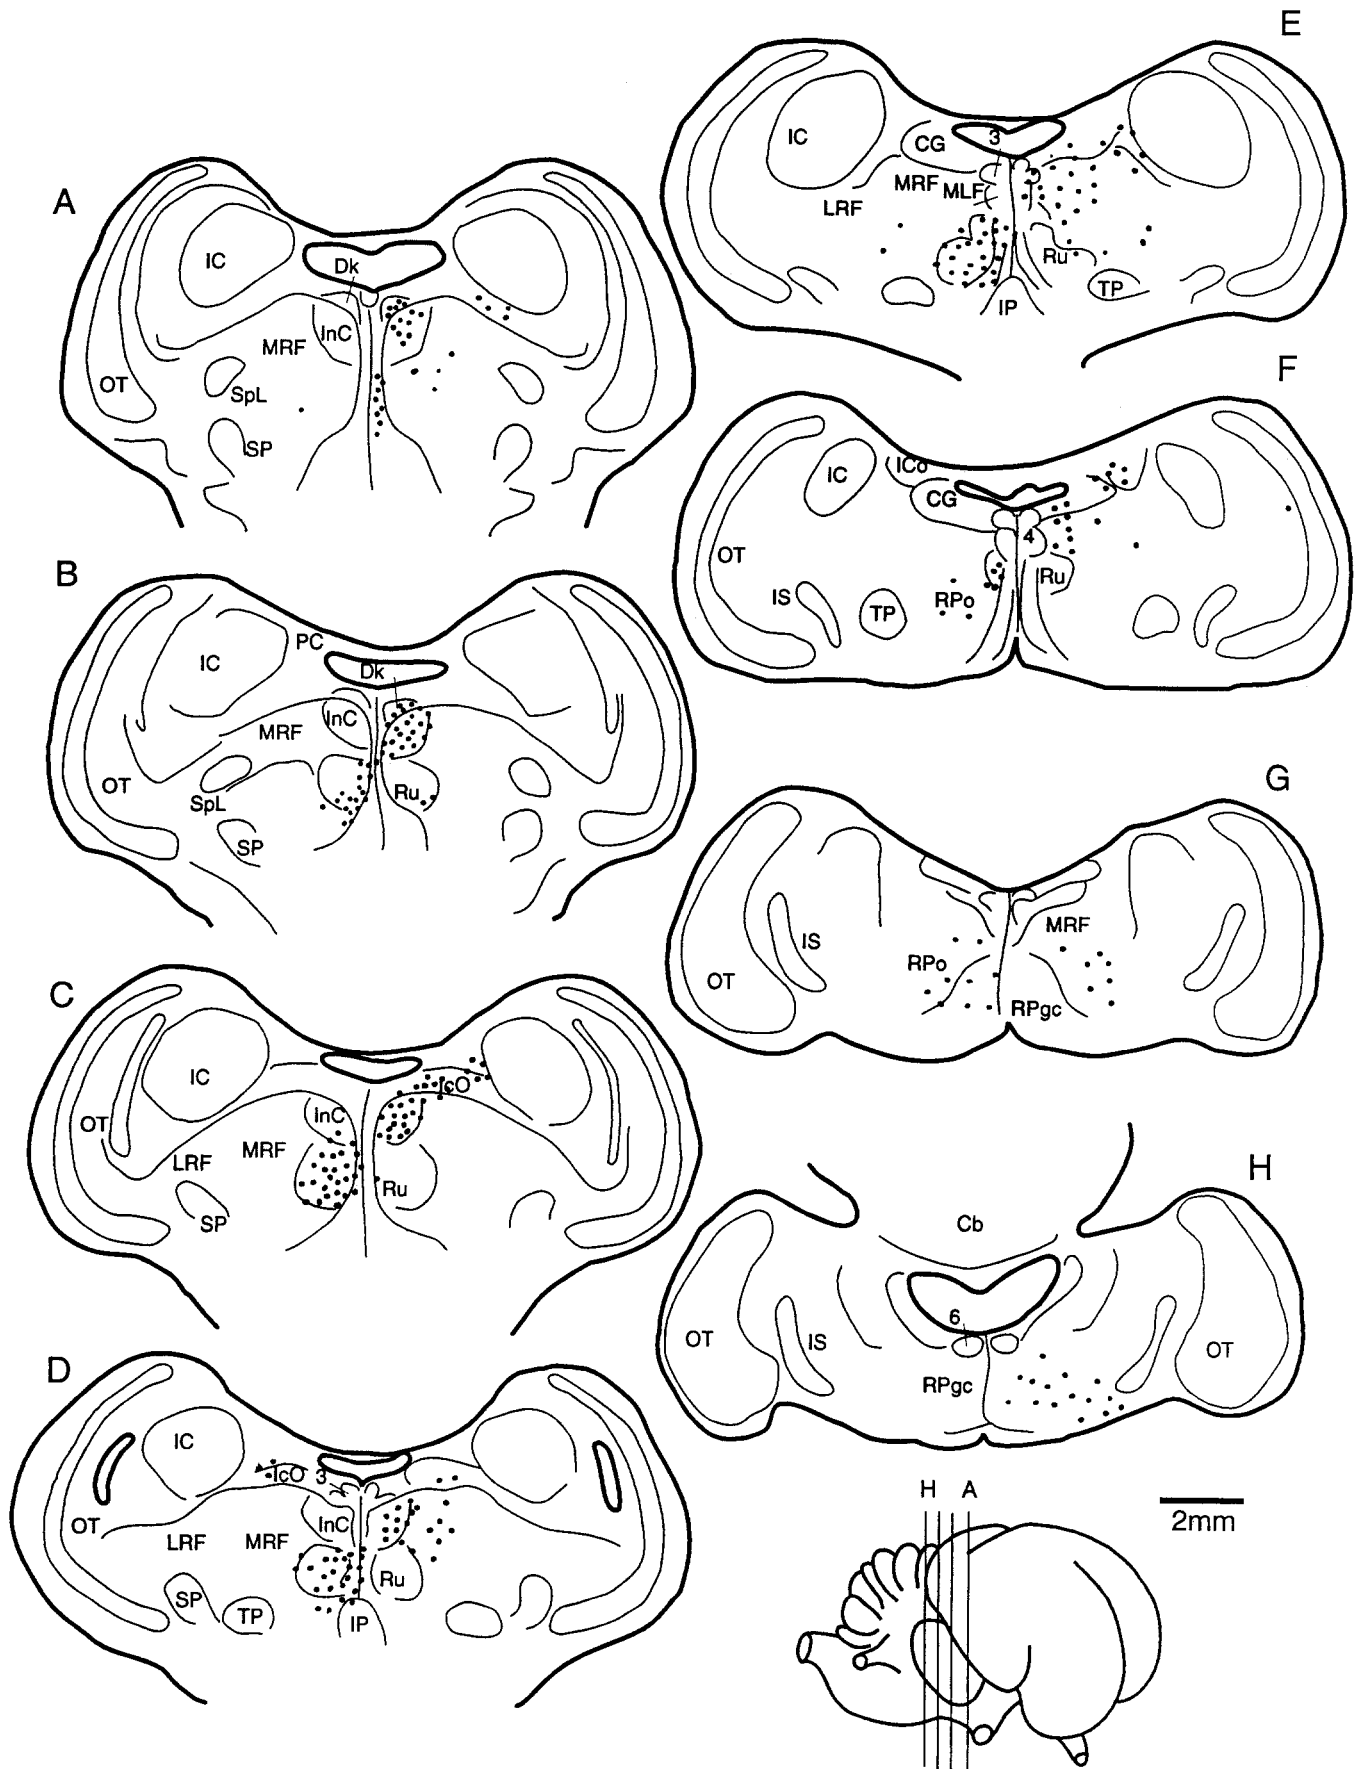 A
IC
Dk
InC
MRF
OT
SpL
SP
B
PC
IC
Dk
InC
MRF
OT
SpL
Ru
SP
C
IC
IcO
InC
OT
MRF
LRF
Ru
SP
D
IC
IcO 3
InC
OT
LRF
MRF
Ru
SP
TP
IP
E
IC
3
CG
MRF
MLF
LRF
Ru
TP
IP
F
ICo
IC
CG
4
OT
Ru
IS
TP
RPo
G
MRF
IS
RPo
OT
RPgc
H
Cb
6
OT
IS
OT
RPgc
H A
2mm